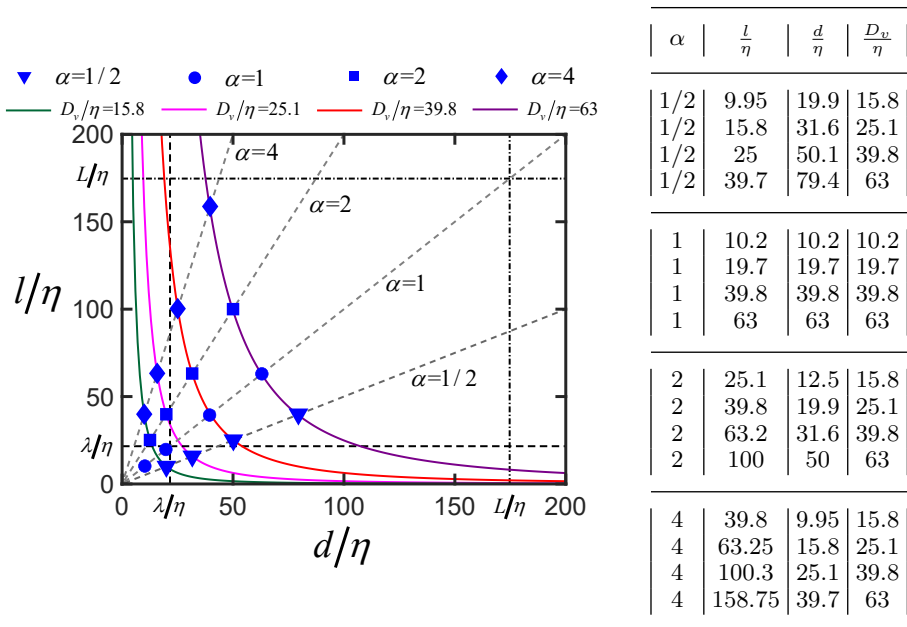 α=1/2 α=1 α=2 α=4
D_v/η=15.8 D_v/η=25.1 D_v/η=39.8 D_v/η=63
200
L/η
150
100
50
λ/η
0
l/η
α=4
α=2
α=1
α=1/2
0 λ/η 50 100 150 L/η 200
d/η
α l/η d/η D_v/η
1/2 9.95 19.9 15.8
1/2 15.8 31.6 25.1
1/2 25 50.1 39.8
1/2 39.7 79.4 63
1 10.2 10.2 10.2
1 19.7 19.7 19.7
1 39.8 39.8 39.8
1 63 63 63
2 25.1 12.5 15.8
2 39.8 19.9 25.1
2 63.2 31.6 39.8
2 100 50 63
4 39.8 9.95 15.8
4 63.25 15.8 25.1
4 100.3 25.1 39.8
4 158.75 39.7 63